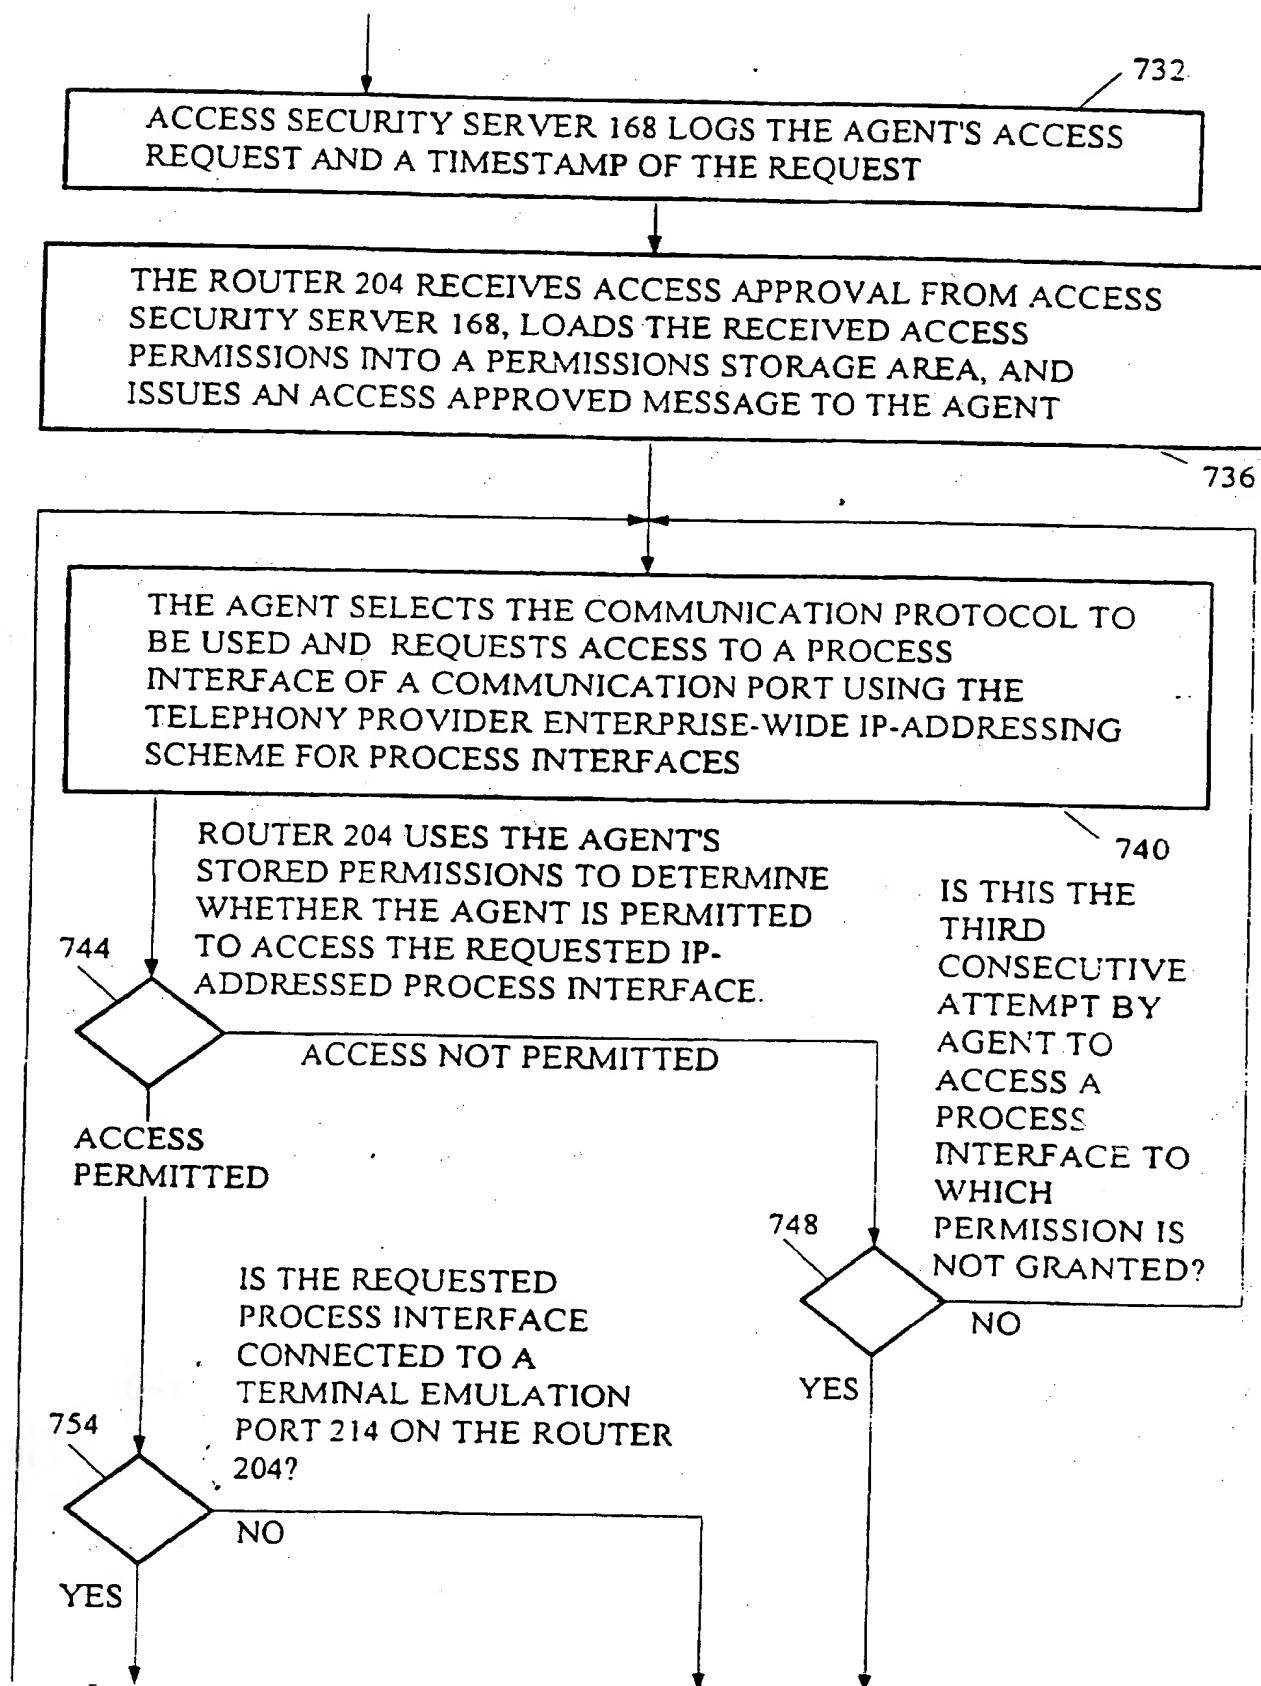 732
ACCESS SECURITY SERVER 168 LOGS THE AGENT'S ACCESS
REQUEST AND A TIMESTAMP OF THE REQUEST
THE ROUTER 204 RECEIVES ACCESS APPROVAL FROM ACCESS
SECURITY SERVER 168, LOADS THE RECEIVED ACCESS
PERMISSIONS INTO A PERMISSIONS STORAGE AREA, AND
ISSUES AN ACCESS APPROVED MESSAGE TO THE AGENT
736
THE AGENT SELECTS THE COMMUNICATION PROTOCOL TO
BE USED AND REQUESTS ACCESS TO A PROCESS
INTERFACE OF A COMMUNICATION PORT USING THE
TELEPHONY PROVIDER ENTERPRISE-WIDE IP-ADDRESSING
SCHEME FOR PROCESS INTERFACES
740
ROUTER 204 USES THE AGENT'S
STORED PERMISSIONS TO DETERMINE
WHETHER THE AGENT IS PERMITTED
TO ACCESS THE REQUESTED IP-
ADDRESSED PROCESS INTERFACE.
744
ACCESS NOT PERMITTED
ACCESS
PERMITTED
IS THIS THE
THIRD
CONSECUTIVE
ATTEMPT BY
AGENT TO
ACCESS A
PROCESS
INTERFACE TO
WHICH
PERMISSION IS
NOT GRANTED?
748
NO
YES
IS THE REQUESTED
PROCESS INTERFACE
CONNECTED TO A
TERMINAL EMULATION
PORT 214 ON THE ROUTER
204?
754
NO
YES